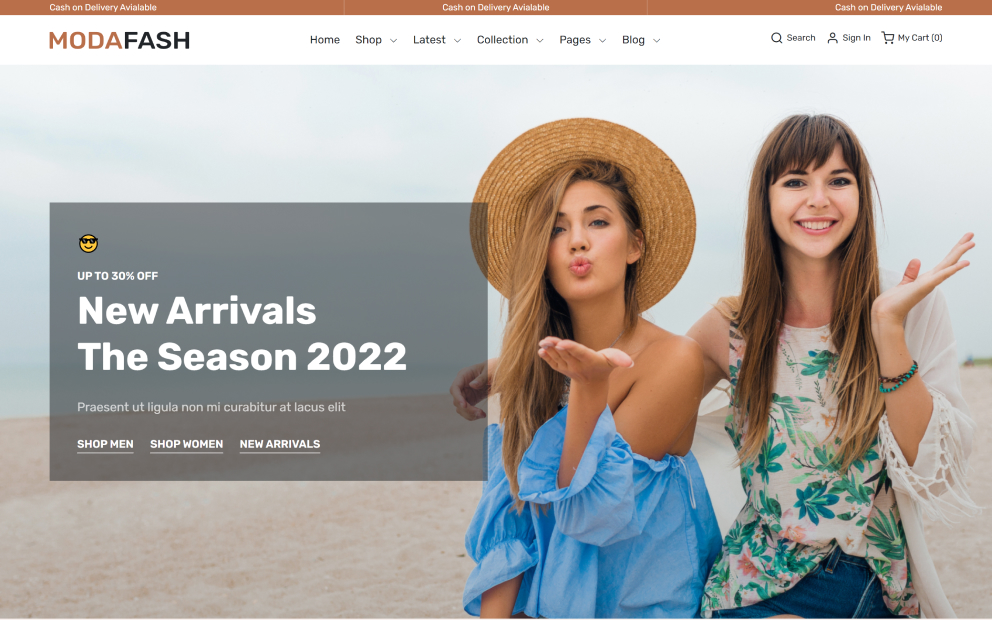 Cash on Delivery Avialable
Cash on Delivery Avialable
Cash on Delivery Avialable
MODAFASH
Home
Shop
Latest
Collection
Pages
Blog
Search
Sign In
My Cart (0)
UP TO 30% OFF
New Arrivals
The Season 2022
Praesent ut ligula non mi curabitur at lacus elit
SHOP MEN
SHOP WOMEN
NEW ARRIVALS